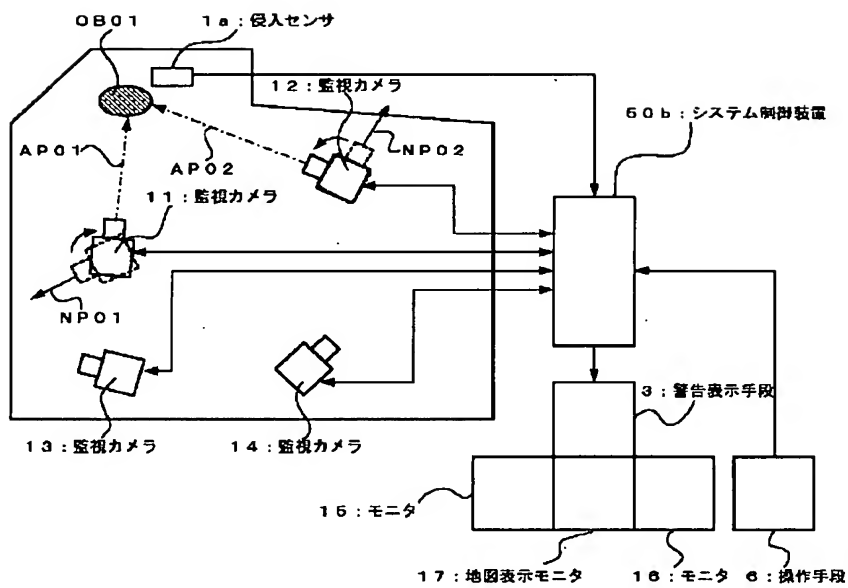 OB01
1a：侵入センサ
12：監視カメラ
50b：システム制御装置
AP01
AP02
NP02
11：監視カメラ
NP01
3：警告表示手段
13：監視カメラ
14：監視カメラ
15：モニタ
17：地図表示モニタ
16：モニタ
6：操作手段